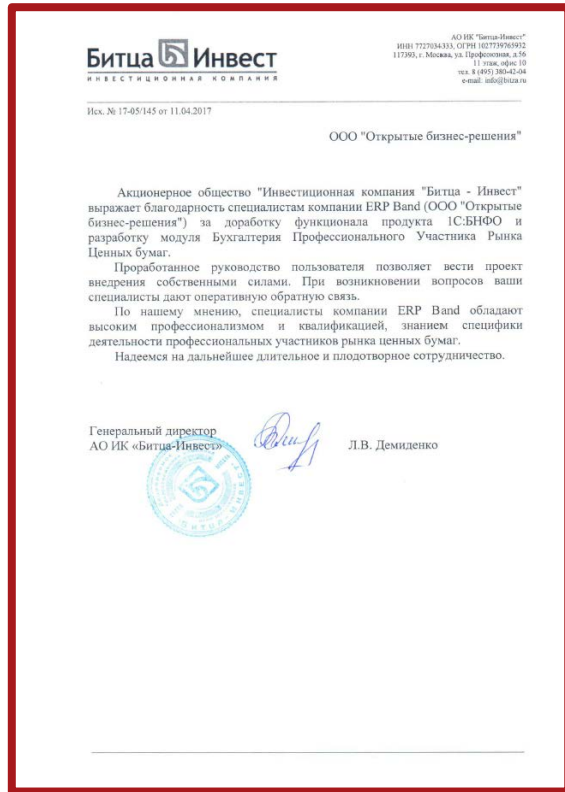 Битца Инвест
ИНВЕСТИЦИОННАЯ КОМПАНИЯ
АО ИК "Битца-Инвест"
ИНН 7727034333, ОГРН 1027739765932
117393, г. Москва, ул. Профсоюзная, д.56
11 этаж, офис 10
тел. 8 (495) 380-42-04
e-mail: info@bitza.ru
Исх. № 17-05/145 от 11.04.2017
ООО "Открытые бизнес-решения"
Акционерное общество "Инвестиционная компания "Битца - Инвест"
выражает благодарность специалистам компании ERP Band (ООО "Открытые
бизнес-решения") за доработку функционала продукта 1С:БНФО и
разработку модуля Бухгалтерия Профессионального Участника Рынка
Ценных бумаг.
Проработанное руководство пользователя позволяет вести проект
внедрения собственными силами. При возникновении вопросов ваши
специалисты дают оперативную обратную связь.
По нашему мнению, специалисты компании ERP Band обладают
высоким профессионализмом и квалификацией, знанием специфики
деятельности профессиональных участников рынка ценных бумаг.
Надеемся на дальнейшее длительное и плодотворное сотрудничество.
Генеральный директор
АО ИК «Битца-Инвест»
Л.В. Демиденко
БИТЦА-ИНВЕСТ